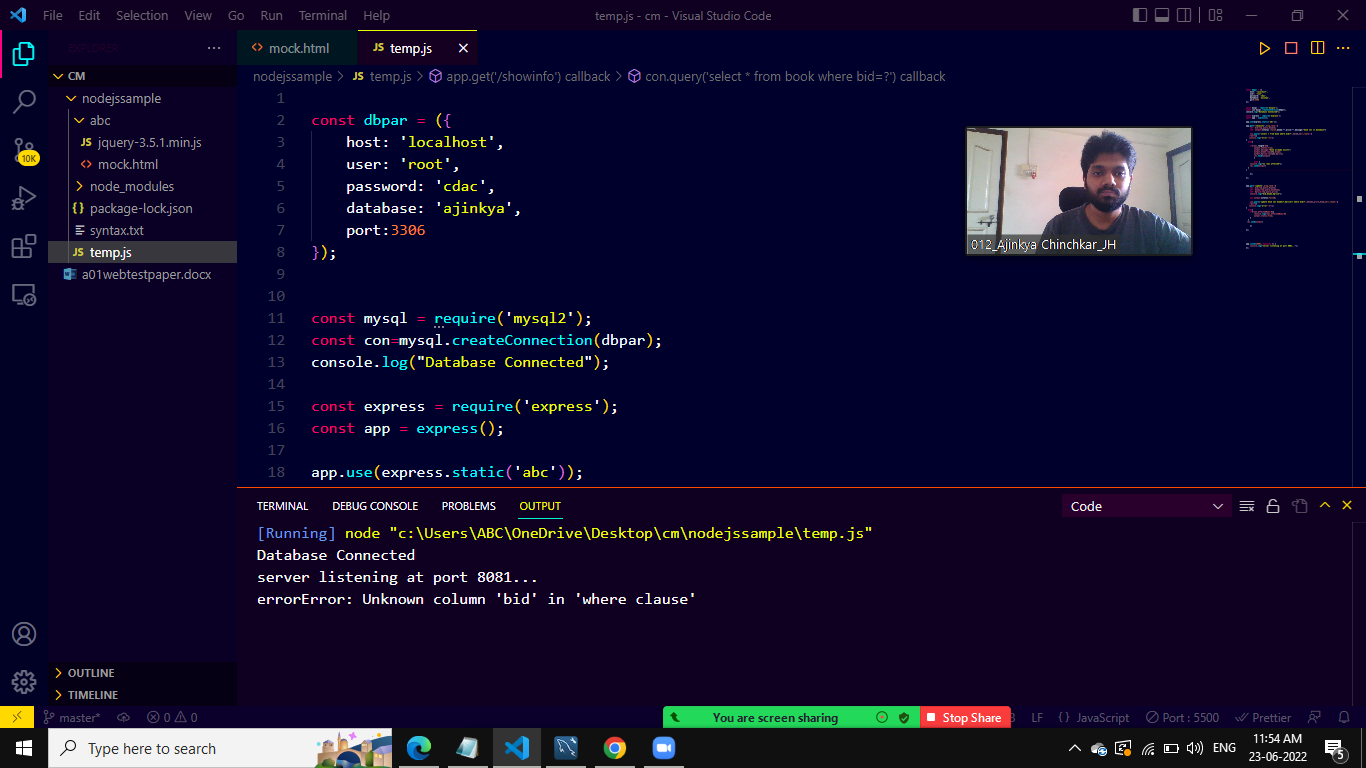 File Edit Selection View Go Run Terminal Help
temp.js - cm - Visual Studio Code
EXPLORER
...
mock.html
JS temp.js
CM
nodejssample
abc
JS jquery-3.5.1.min.js
mock.html
node_modules
{} package-lock.json
syntax.txt
JS temp.js
a01webtestpaper.docx
10K
OUTLINE
TIMELINE
nodejssample > JS temp.js > app.get('/showinfo') callback > con.query('select * from book where bid=?') callback
1
2 const dbpar = ({
3 host: 'localhost',
4 user: 'root',
5 password: 'cdac',
6 database: 'ajinkya',
7 port:3306
8 });
9
10
11 const mysql = require('mysql2');
12 const con=mysql.createConnection(dbpar);
13 console.log("Database Connected");
14
15 const express = require('express');
16 const app = express();
17
18 app.use(express.static('abc'));
012_Ajinkya Chinchkar_JH
TERMINAL DEBUG CONSOLE PROBLEMS OUTPUT
Code
[Running] node "c:\Users\ABC\OneDrive\Desktop\cm\nodejssample\temp.js"
Database Connected
server listening at port 8081...
errorError: Unknown column 'bid' in 'where clause'
master* 0 0
You are screen sharing
Stop Share
LF {} JavaScript Port : 5500 Prettier
Type here to search
ENG
11:54 AM
23-06-2022
5